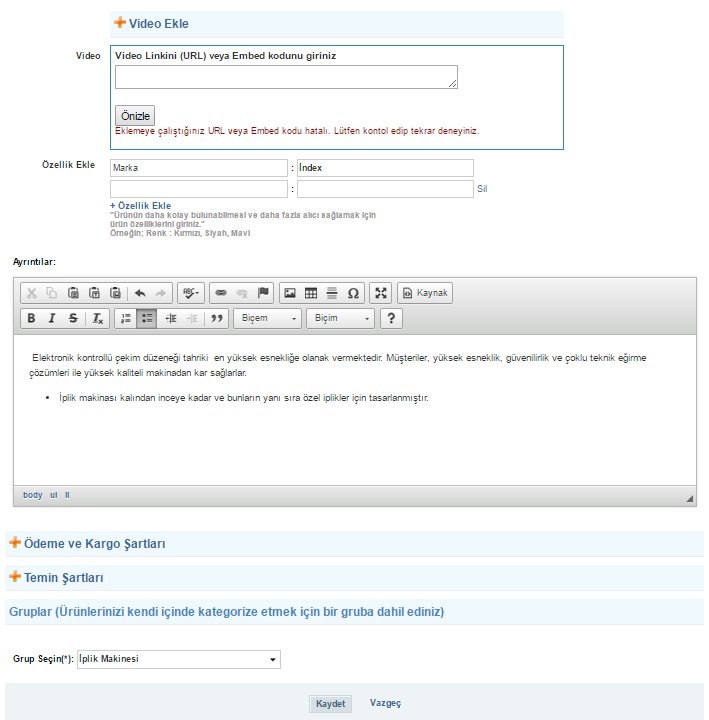 Video Ekle
Video
Video Linkini (URL) veya Embed kodunu giriniz
Önizle
Eklemeye çalıştığınız URL veya Embed kodu hatalı. Lütfen kontol edip tekrar deneyiniz.
Özellik Ekle
Marka : İndex
: Sil
+ Özellik Ekle
"Ürünün daha kolay bulunabilmesi ve daha fazla alıcı sağlamak için
ürün özelliklerini giriniz."
Örneğin; Renk : Kırmızı, Siyah, Mavi
Ayrıntılar:
ABC Ω Kaynak
B I S Tx Biçem Biçim ?
Elektronik kontrollü çekim düzeneği tahriki en yüksek esnekliğe olanak vermektedir. Müşteriler, yüksek esneklik, güvenilirlik ve çoklu teknik eğirme
çözümleri ile yüksek kaliteli makinadan kar sağlarlar.
• İplik makinası kalından inceye kadar ve bunların yanı sıra özel iplikler için tasarlanmıştır.
body ul li
Ödeme ve Kargo Şartları
Temin Şartları
Gruplar (Ürünlerinizi kendi içinde kategorize etmek için bir gruba dahil ediniz)
Grup Seçin(*): İplik Makinesi
Kaydet Vazgeç